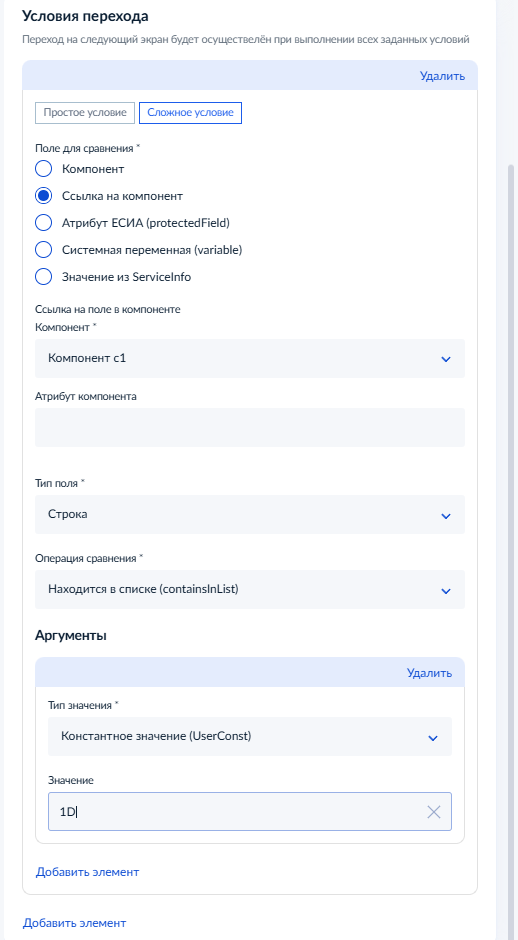 Условия перехода
Переход на следующий экран будет осуществелён при выполнении всех заданных условий
Удалить
Простое условие Сложное условие
Поле для сравнения *
Компонент
Ссылка на компонент
Атрибут ЕСИА (protectedField)
Системная переменная (variable)
Значение из ServiceInfo
Ссылка на поле в компоненте
Компонент *
Компонент c1
Атрибут компонента
Тип поля *
Строка
Операция сравнения *
Находится в списке (containsInList)
Аргументы
Удалить
Тип значения *
Константное значение (UserConst)
Значение
1D
Добавить элемент
Добавить элемент